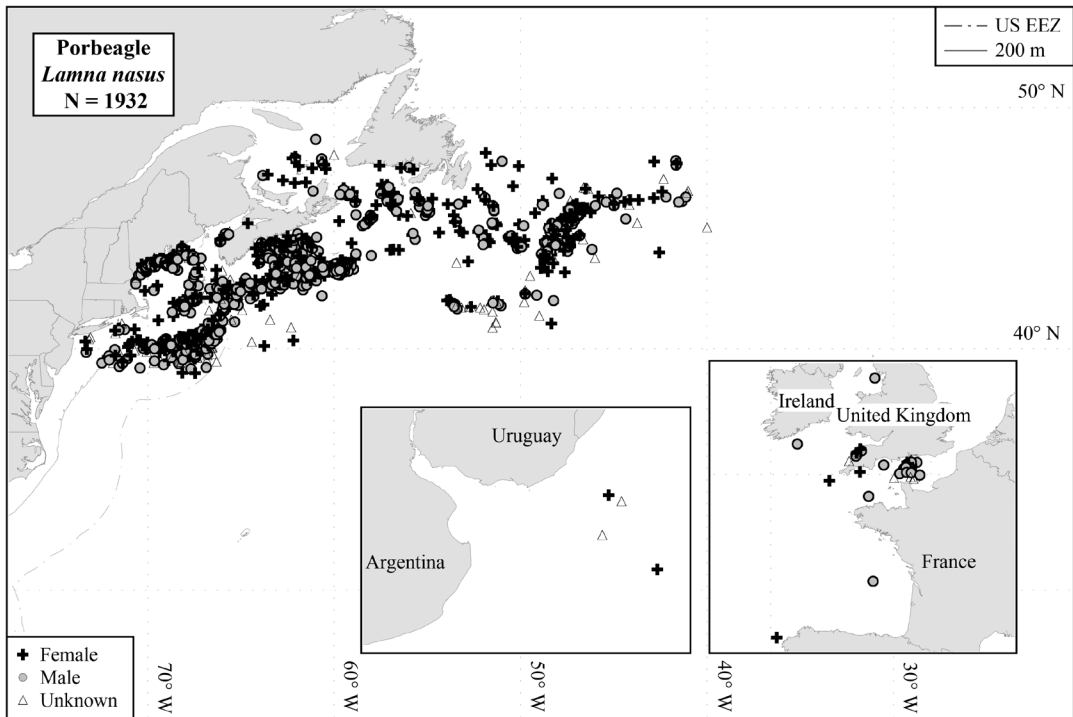 Porbeagle
Lamna nasus
N = 1932
US EEZ
200 m
50° N
40° N
Ireland
United Kingdom
France
Uruguay
Argentina
Female
Male
Unknown
70° W
60° W
50° W
40° W
30° W